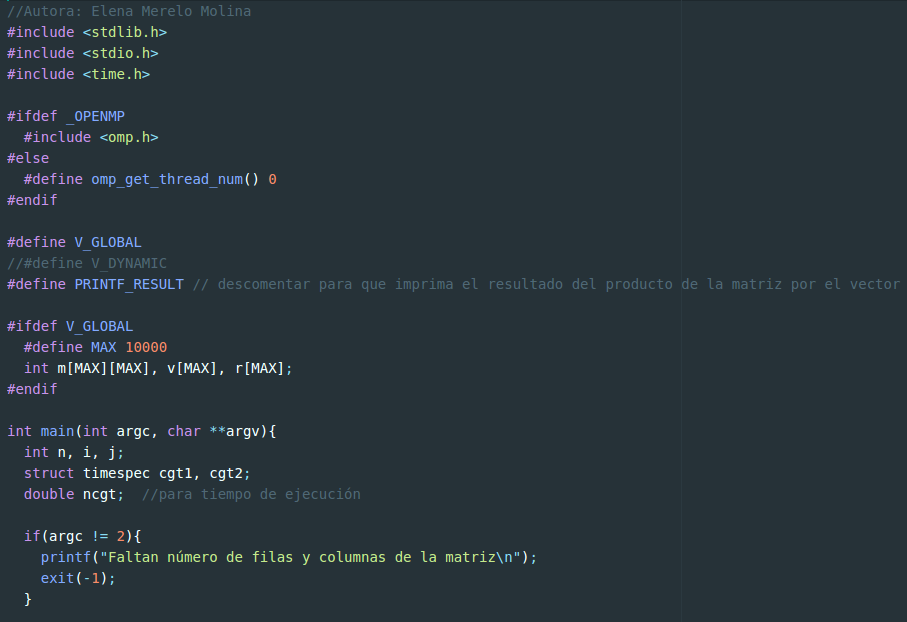 //Autora: Elena Merelo Molina
#include <stdlib.h>
#include <stdio.h>
#include <time.h>

#ifdef _OPENMP
  #include <omp.h>
#else
  #define omp_get_thread_num() 0
#endif

#define V_GLOBAL
//#define V_DYNAMIC
#define PRINTF_RESULT // descomentar para que imprima el resultado del producto de la matriz por el vector

#ifdef V_GLOBAL
  #define MAX 10000
  int m[MAX][MAX], v[MAX], r[MAX];
#endif

int main(int argc, char **argv){
  int n, i, j;
  struct timespec cgt1, cgt2;
  double ncgt;  //para tiempo de ejecución

  if(argc != 2){
    printf("Faltan número de filas y columnas de la matriz\n");
    exit(-1);
  }